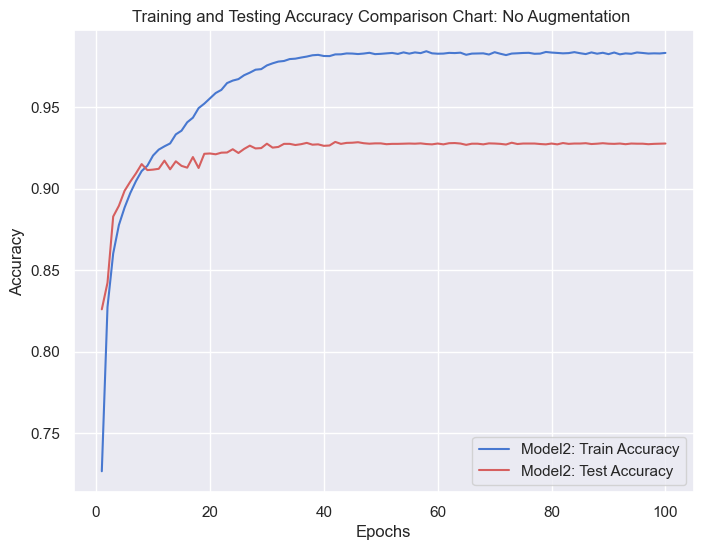 Training and Testing Accuracy Comparison Chart: No Augmentation
Accuracy
0.95
0.90
0.85
0.80
0.75
Model2: Train Accuracy
Model2: Test Accuracy
0 20 40 60 80 100
Epochs